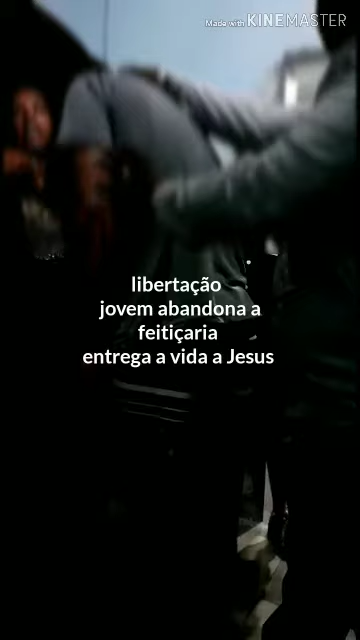 Made with KINEMASTER
libertação
jovem abandona a
feitiçaria
entrega a vida a Jesus